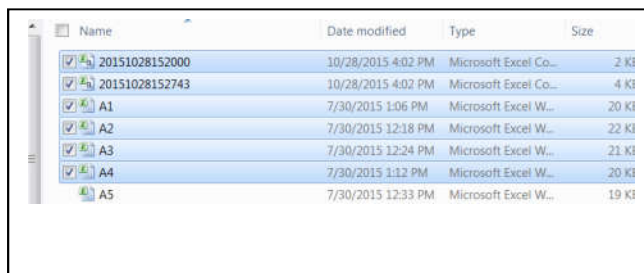 Name Date modified Type Size
20151028152000 10/28/2015 4:02 PM Microsoft Excel Co... 2 KB
20151028152743 10/28/2015 4:02 PM Microsoft Excel Co... 4 KB
A1 7/30/2015 1:06 PM Microsoft Excel W... 20 KB
A2 7/30/2015 12:18 PM Microsoft Excel W... 22 KB
A3 7/30/2015 12:24 PM Microsoft Excel W... 21 KB
A4 7/30/2015 1:12 PM Microsoft Excel W... 20 KB
A5 7/30/2015 12:33 PM Microsoft Excel W... 19 KB